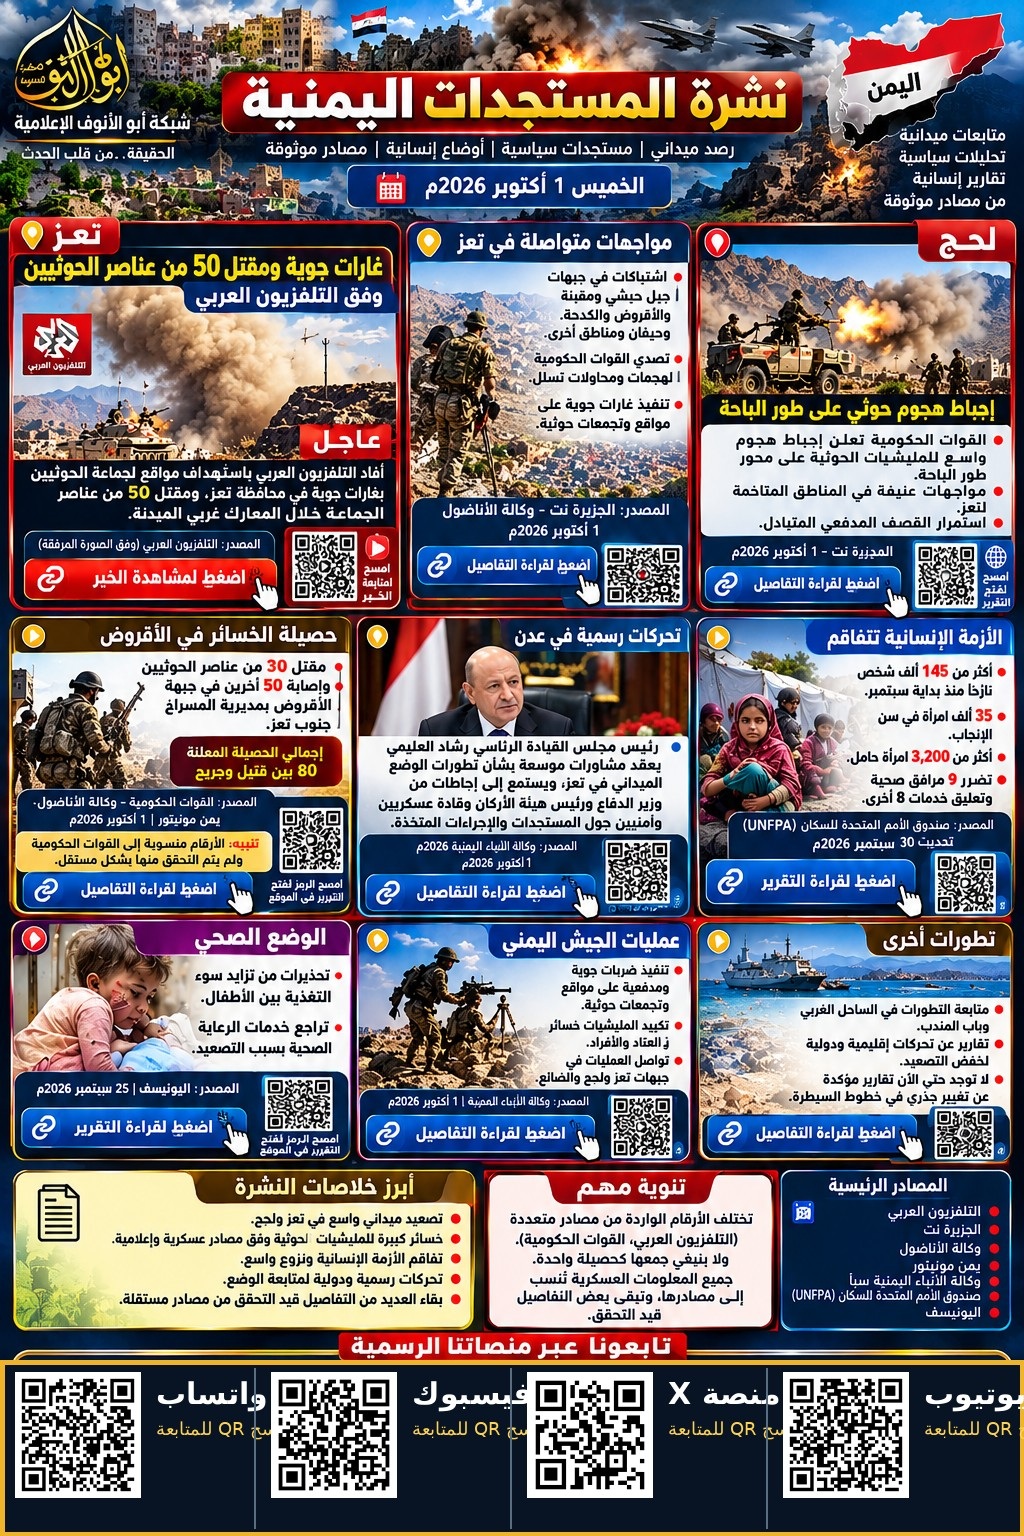 شبكة أبو الأنوف الإعلامية
الحقيقة.. من قلب الحدث
نشرة المستجدات اليمنية
رصد ميداني | مستجدات سياسية | أوضاع إنسانية | مصادر موثوقة
الخميس 1 أكتوبر 2026م
اليمن
متابعات ميدانية
تحليلات سياسية
تقارير إنسانية
من مصادر موثوقة
لحج
إجباط هجوم حوثي على طور الباحة
القوات الحكومية تعلن إجباط هجوم
واسع للمليشيات الحوثية على محور
طور الباحة.
مواجهات عنيفة في المناطق المتاخمة
لتعز.
استمرار القصف المدفعي المتبادل.
المصدر: الجزيرة نت - 1 أكتوبر 2026م
اضغط لقراءة التفاصيل
امسح
لفتح
التقرير
مواجهات متواصلة في تعز
اشتباكات في جبهات
جبل حبشي ومقبنة
والأقروض والكدحة.
وحيفان ومناطق أخرى.
تصدي القوات الحكومية
لهجمات ومحاولات تسلل.
تنفيذ غارات جوية على
مواقع وتجمعات حوثية.
المصدر: الجزيرة نت - وكالة الأناضول
1 أكتوبر 2026م
اضغط لقراءة التفاصيل
تعز
غارات جوية ومقتل 50 من عناصر الحوثيين
وفق التلفزيون العربي
التلفزيون العربي
عاجل
أفاد التلفزيون العربي باستهداف مواقع لجماعة الحوثيين
بغارات جوية في محافظة تعز، ومقتل 50 من عناصر
الجماعة خلال المعارك غربي الميدنة.
المصدر: التلفزيون العربي (وفق الصورة المرفقة)
اضغط لمشاهدة الخبر
امسح
لمتابعة
الخبر
الأزمة الإنسانية تتفاقم
أكثر من 145 ألف شخص
نازحًا منذ بداية سبتمبر.
35 ألف امرأة في سن
الإنجاب.
أكثر من 3,200 امرأة حامل.
تضرر 9 مرافق صحية
وتعليق خدمات 8 أخرى.
المصدر: صندوق الأمم المتحدة للسكان (UNFPA)
تحديث 30 سبتمبر 2026م
اضغط لقراءة التقرير
تحركات رسمية في عدن
رئيس مجلس القيادة الرئاسي رشاد العليمي
يعقد مشاورات موسعة بشأن تطورات الوضع
الميداني في تعز، ويستمع إلى إحاطات من
وزير الدفاع ورئيس هيئة الأركان وقادة عسكريين
وأمنيين حول المستجدات والإجراءات المتخذة.
المصدر: وكالة الأنباء اليمنية 2026م
1 أكتوبر 2026م
اضغط لقراءة التفاصيل
حصيلة الخسائر في الأقروض
مقتل 30 من عناصر الحوثيين
وإصابة 50 أخرين في جبهة
الأقروض بمديرية المسراخ
جنوب تعز.
إجمالي الحصيلة المعلنة
80 بين قتيل وجريح
المصدر: القوات الحكومية - وكالة الأناضول.
يمن مونيتور | 1 أكتوبر 2026م
تنبيه: الأرقام منسوبة إلى القوات الحكومية
ولم يتم التحقق منها بشكل مستقل.
اضغط لقراءة التفاصيل
امسح الرمز لفتح
التقرير في الموقع
تطورات أخرى
متابعة التطورات في الساحل الغربي
وباب المندب.
تقارير عن تحركات إقليمية ودولية
لخفض التصعيد.
لا توجد حتى الآن تقارير مؤكدة
عن تغيير جذري في خطوط السيطرة.
اضغط لقراءة التفاصيل
عمليات الجيش اليمني
تنفيذ ضربات جوية
ومدفعية على مواقع
وتجمعات حوثية.
تكبيد المليشيات خسائر
العتاد والأفراد.
تواصل العمليات في
جبهات تعز ولحج والضالع.
المصدر: وكالة الأنباء | 1 أكتوبر 2026م
اضغط لقراءة التفاصيل
الوضع الصحي
تحذيرات من تزايد سوء
التغذية بين الأطفال.
تراجع خدمات الرعاية
الصحية بسبب التصعيد.
المصدر: اليونيسف | 25 سبتمبر 2026م
اضغط لقراءة التقرير
امسح الرمز لفتح
التقرير في الموقع
المصادر الرئيسية
التلفزيون العربي
الجزيرة نت
وكالة الأناضول
يمن مونيتور
وكالة الأنباء اليمنية سبأ
صندوق الأمم المتحدة للسكان (UNFPA)
اليونيسف
تنوية مهم
تختلف الأرقام الواردة من مصادر متعددة
(التلفزيون العربي، القوات الحكومية).
ولا ينبغي جمعها كحصيلة واحدة.
جميع المعلومات العسكرية تُنسب
إلى مصادرها، وتبقى بعض التفاصيل
قيد التحقق.
أبرز خلاصات النشرة
تصعيد ميداني واسع في تعز ولحج.
خسائر كبيرة للمليشيات الحوثية وفق مصادر عسكرية وإعلامية.
تفاقم الأزمة الإنسانية ونزوع واسع.
تحركات رسمية ودولية لمتابعة الوضع.
بقاء العديد من التفاصيل قيد التحقق من مصادر مستقلة.
تابعونا عبر منصاتنا الرسمية
يوتيوب
QR للمتابعة
منصة X
QR للمتابعة
فيسبوك
QR للمتابعة
واتساب
QR للمتابعة